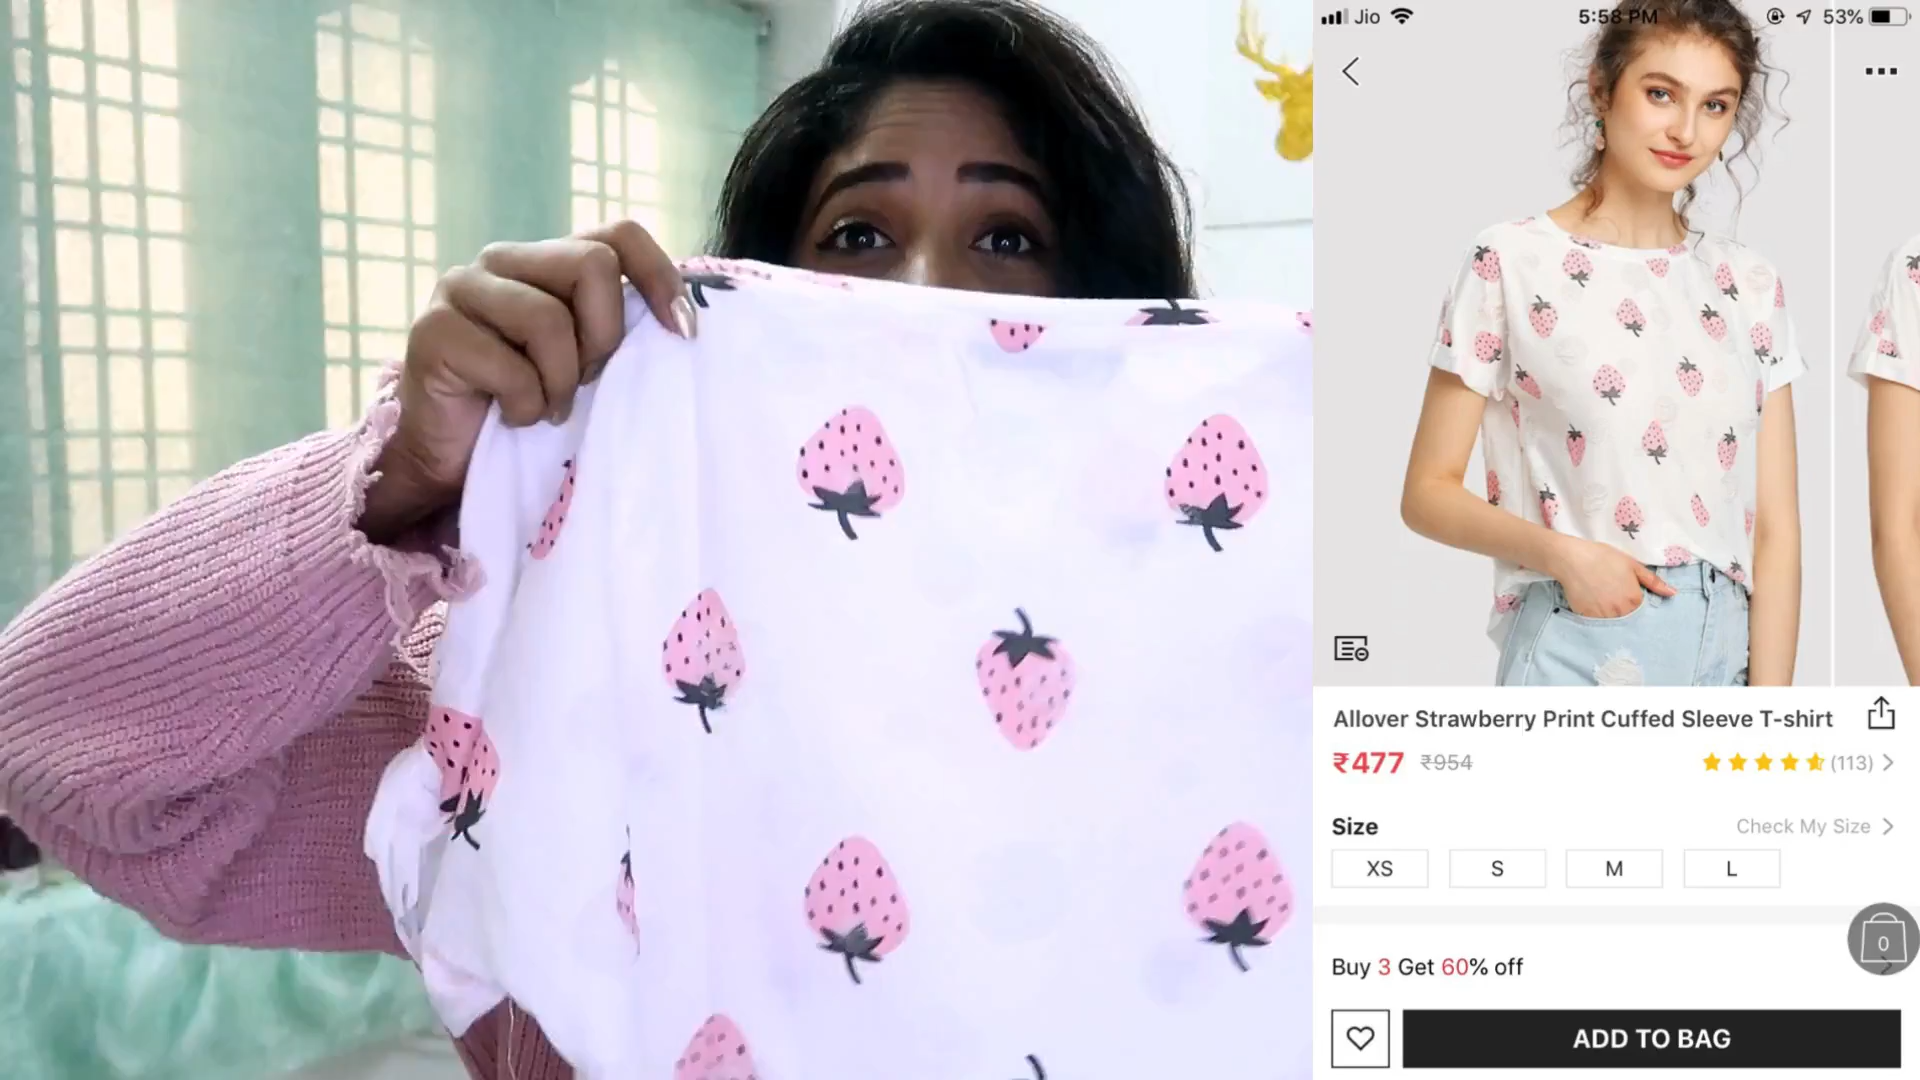 Jio 5:58 PM 53%
Allover Strawberry Print Cuffed Sleeve T-shirt
₹477 ₹954 (113)
Size Check My Size
XS S M L
0
Buy 3 Get 60% off
ADD TO BAG